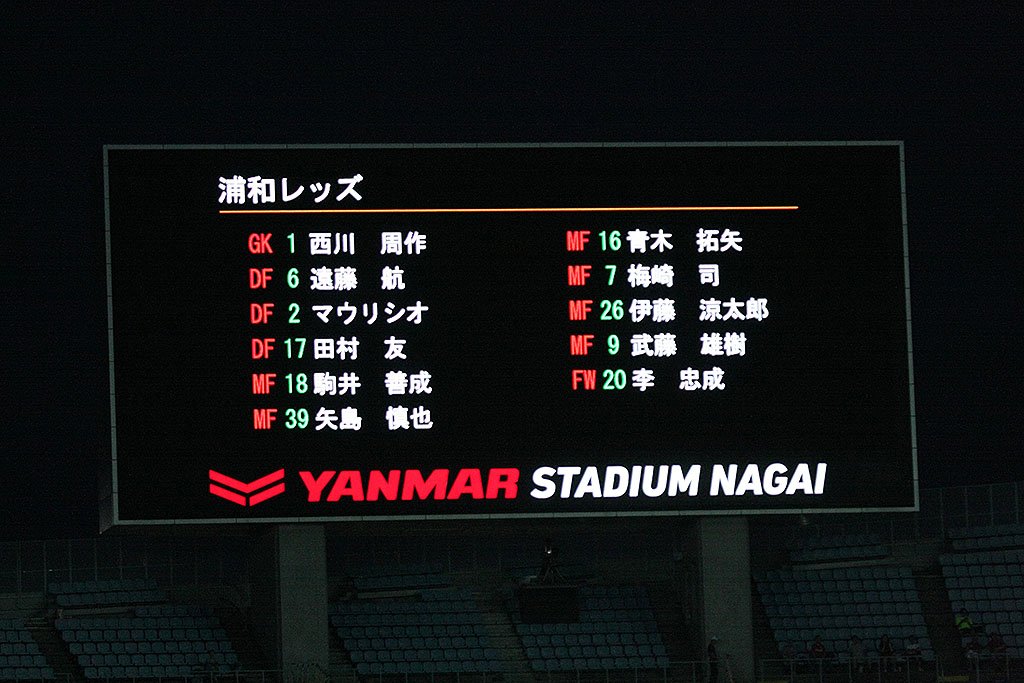 浦和レッズ
GK 1 西川 周作
DF 6 遠藤 航
DF 2 マウリシオ
DF 17 田村 友
MF 18 駒井 善成
MF 39 矢島 慎也
MF 16 青木 拓矢
MF 7 梅崎 司
MF 26 伊藤 涼太郎
MF 9 武藤 雄樹
FW 20 李 忠成
YANMAR STADIUM NAGAI